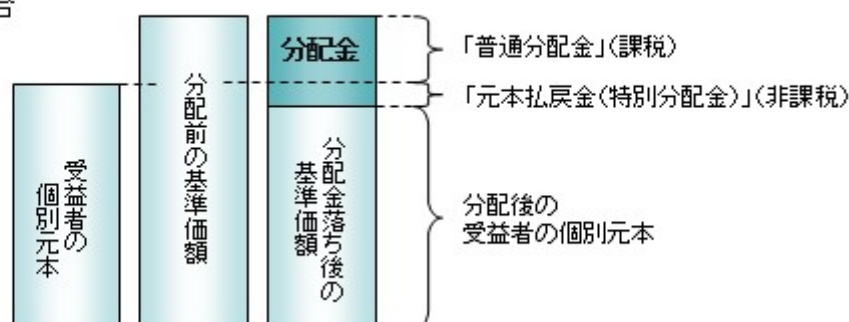 分配金
「普通分配金」(課税)
「元本払戻金(特別分配金)」(非課税)
受益者の
個別元本
分配前の基準価額
分配金落ち後の
基準価額
分配後の
受益者の個別元本